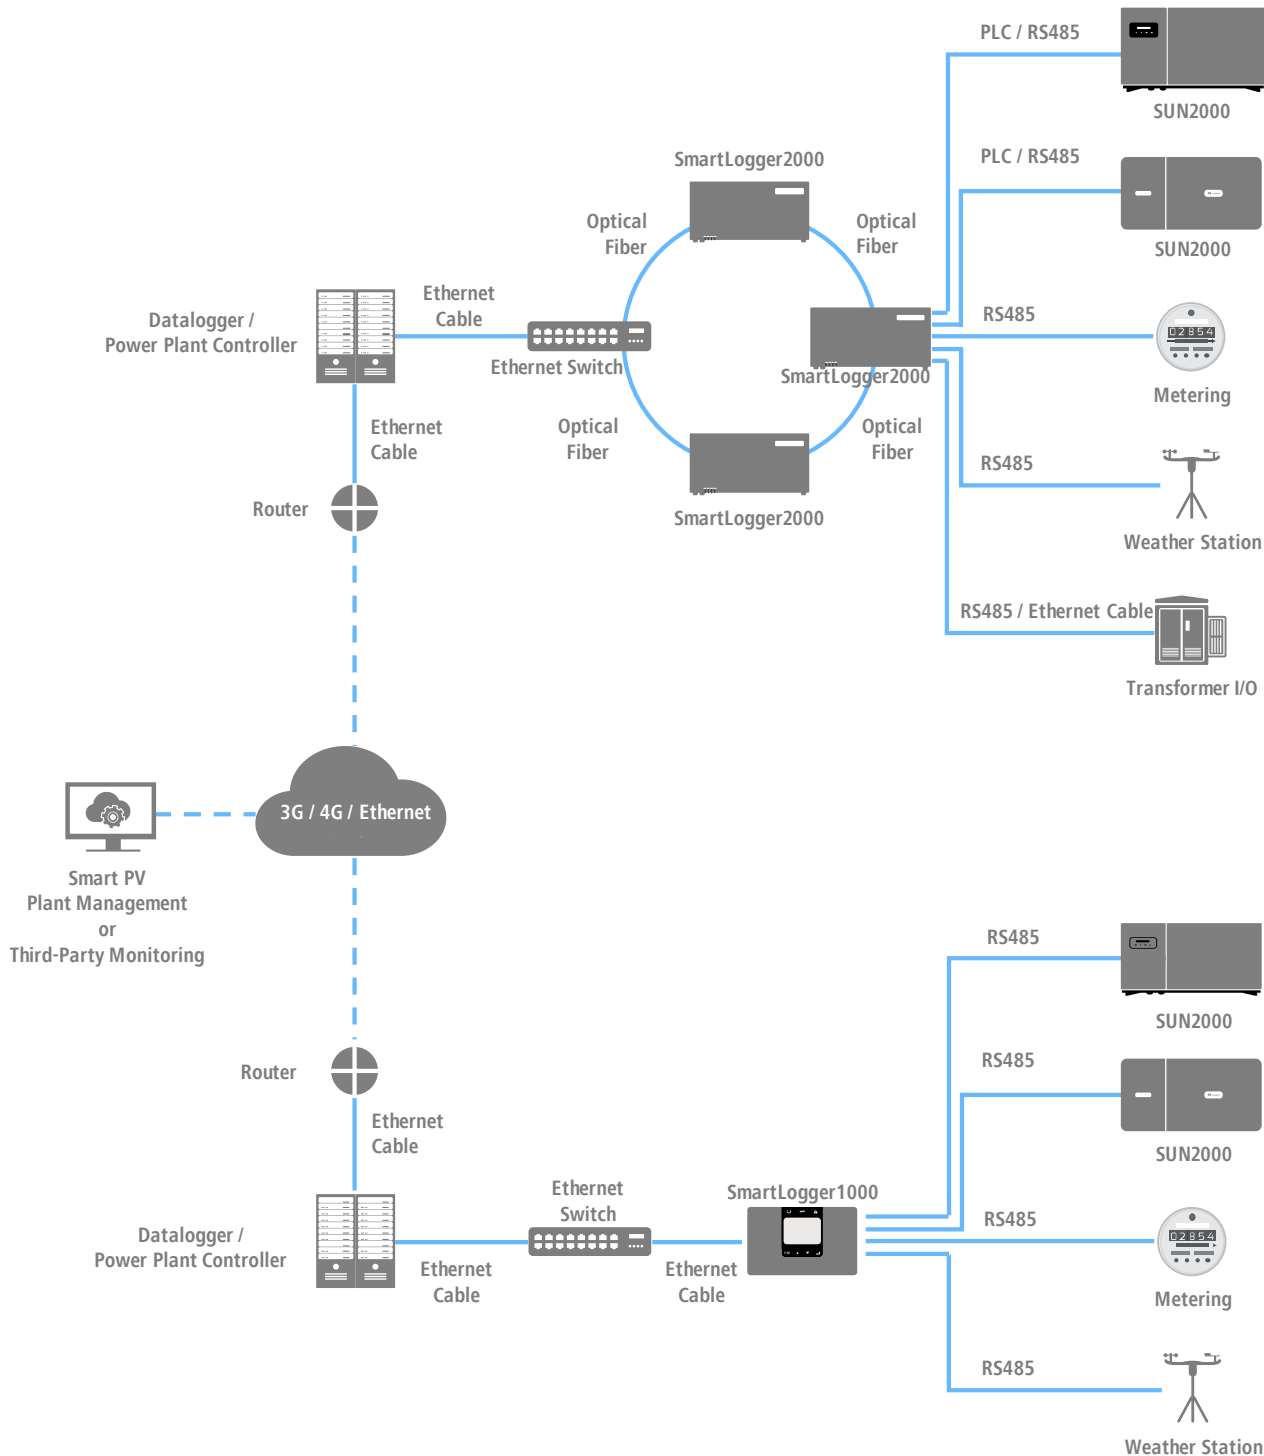 PLC / RS485
SUN2000
SmartLogger2000
PLC / RS485
Optical
Fiber
Optical
Fiber
SUN2000
Ethernet
Cable
Datalogger /
Power Plant Controller
RS485
02854
Ethernet Switch
SmartLogger2000
Metering
Ethernet
Cable
Optical
Fiber
Optical
Fiber
RS485
Router
SmartLogger2000
Weather Station
RS485 / Ethernet Cable
Transformer I/O
3G / 4G / Ethernet
Smart PV
Plant Management
or
Third-Party Monitoring
RS485
SUN2000
Router
RS485
Ethernet
Cable
SUN2000
Ethernet
Switch
SmartLogger1000
RS485
02854
Datalogger /
Power Plant Controller
Ethernet
Cable
Ethernet
Cable
Metering
RS485
Weather Station